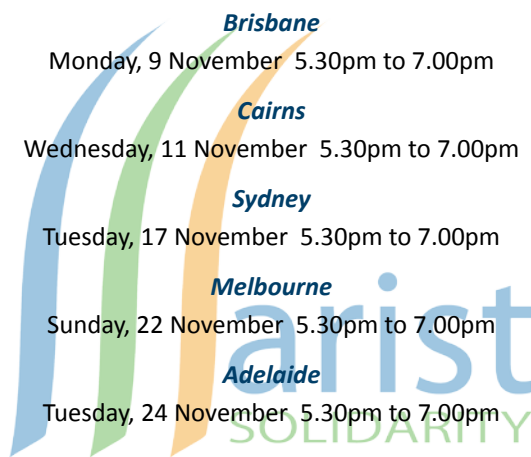 Brisbane
Monday, 9 November 5.30pm to 7.00pm
Cairns
Wednesday, 11 November 5.30pm to 7.00pm
Sydney
Tuesday, 17 November 5.30pm to 7.00pm
Melbourne
Sunday, 22 November 5.30pm to 7.00pm
arist
Adelaide
Tuesday, 24 November 5.30pm to 7.00pm
SOLIDARITY